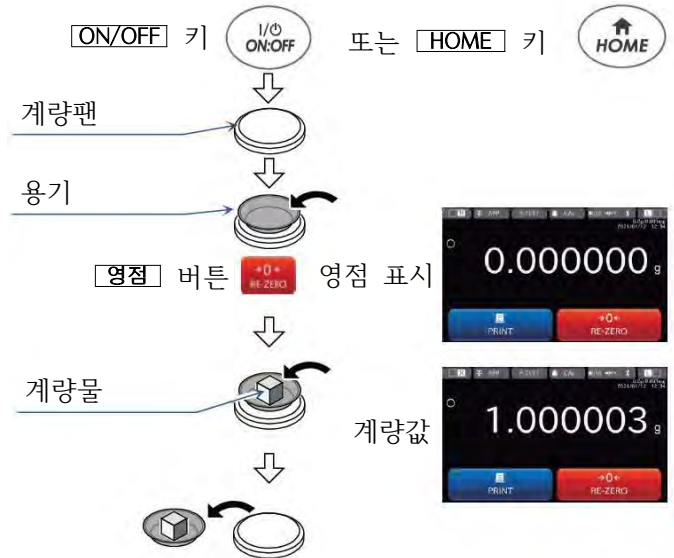 ON/OFF 키 I/⏻ ON:OFF 또는 HOME 키 HOME
계량팬
용기
영점 버튼 →0← RE-ZERO 영점 표시
0.000000 g
PRINT →0← RE-ZERO
계량물
계량값
1.000003 g
PRINT →0← RE-ZERO